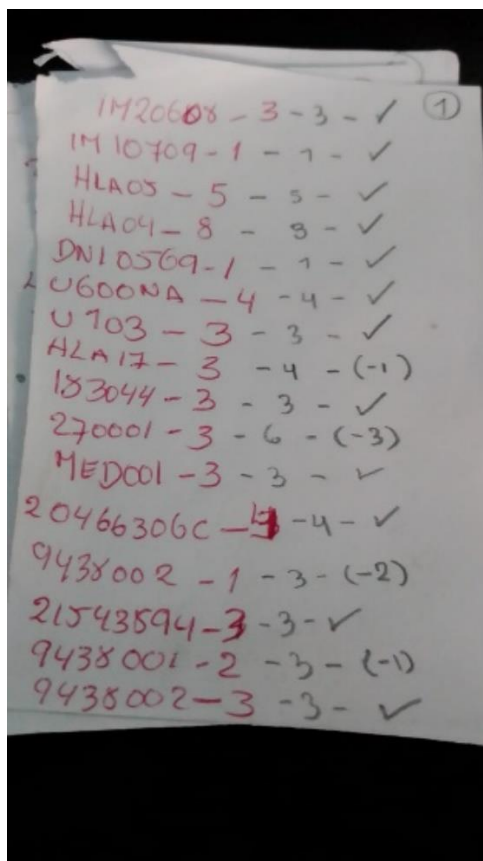 1
IM20608 - 3 - 3 - ✓
IM10709 - 1 - 1 - ✓
HLA05 - 5 - 5 - ✓
HLA04 - 8 - 8 - ✓
DN10569 - 1 - 1 - ✓
U600NA - 4 - 4 - ✓
U103 - 3 - 3 - ✓
HLA17 - 3 - 4 - (-1)
183044 - 3 - 3 - ✓
270001 - 3 - 6 - (-3)
MED001 - 3 - 3 - ✓
20466306C - 4 - 4 - ✓
9438002 - 1 - 3 - (-2)
21543594 - 3 - 3 - ✓
9438001 - 2 - 3 - (-1)
9438002 - 3 - 3 - ✓